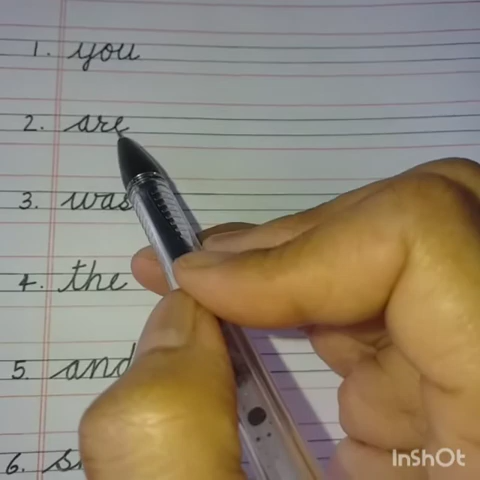 1. you
2. are
3. was
4. the
5. and
6.
InShOt